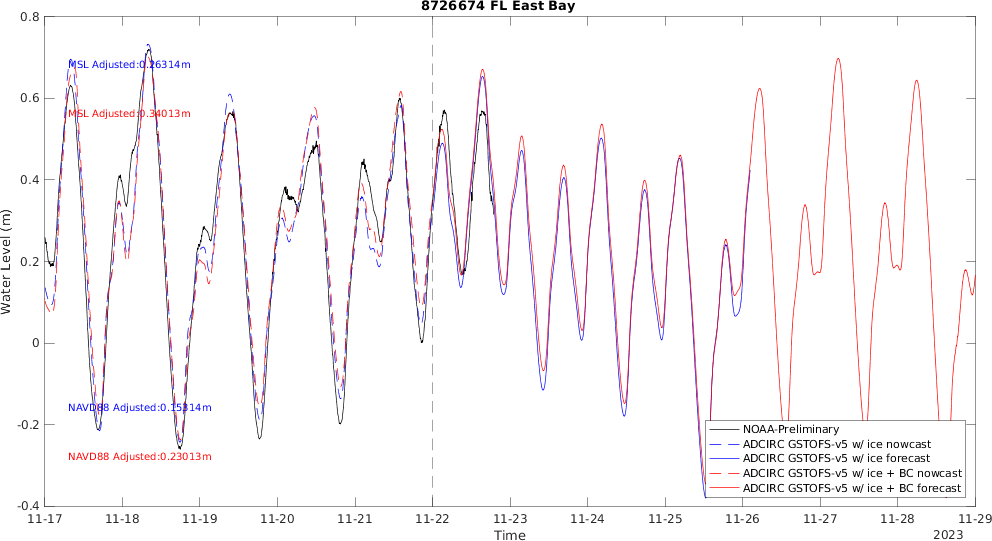 8726674 FL East Bay
0.8
0.6
0.4
0.2
0
-0.2
-0.4
Water Level (m)
MSL Adjusted:0.26314m
MSL Adjusted:0.34013m
NAVD88 Adjusted:0.15314m
NAVD88 Adjusted:0.23013m
NOAA-Preliminary
ADCIRC GSTOFS-v5 w/ ice nowcast
ADCIRC GSTOFS-v5 w/ ice forecast
ADCIRC GSTOFS-v5 w/ ice + BC nowcast
ADCIRC GSTOFS-v5 w/ ice + BC forecast
11-17 11-18 11-19 11-20 11-21 11-22 11-23 11-24 11-25 11-26 11-27 11-28 11-29
Time
2023